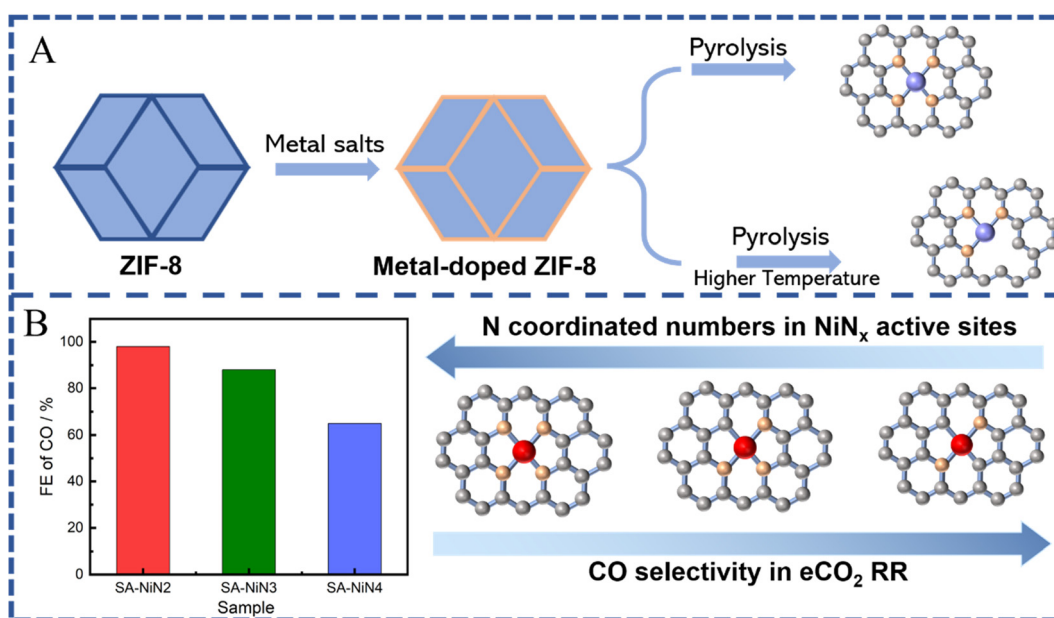 A
ZIF-8
Metal salts
Metal-doped ZIF-8
Pyrolysis
Pyrolysis
Higher Temperature
B
FE of CO / %
100
80
60
40
20
0
SA-NiN2 SA-NiN3 SA-NiN4
Sample
N coordinated numbers in NiNₓ active sites
CO selectivity in eCO₂ RR